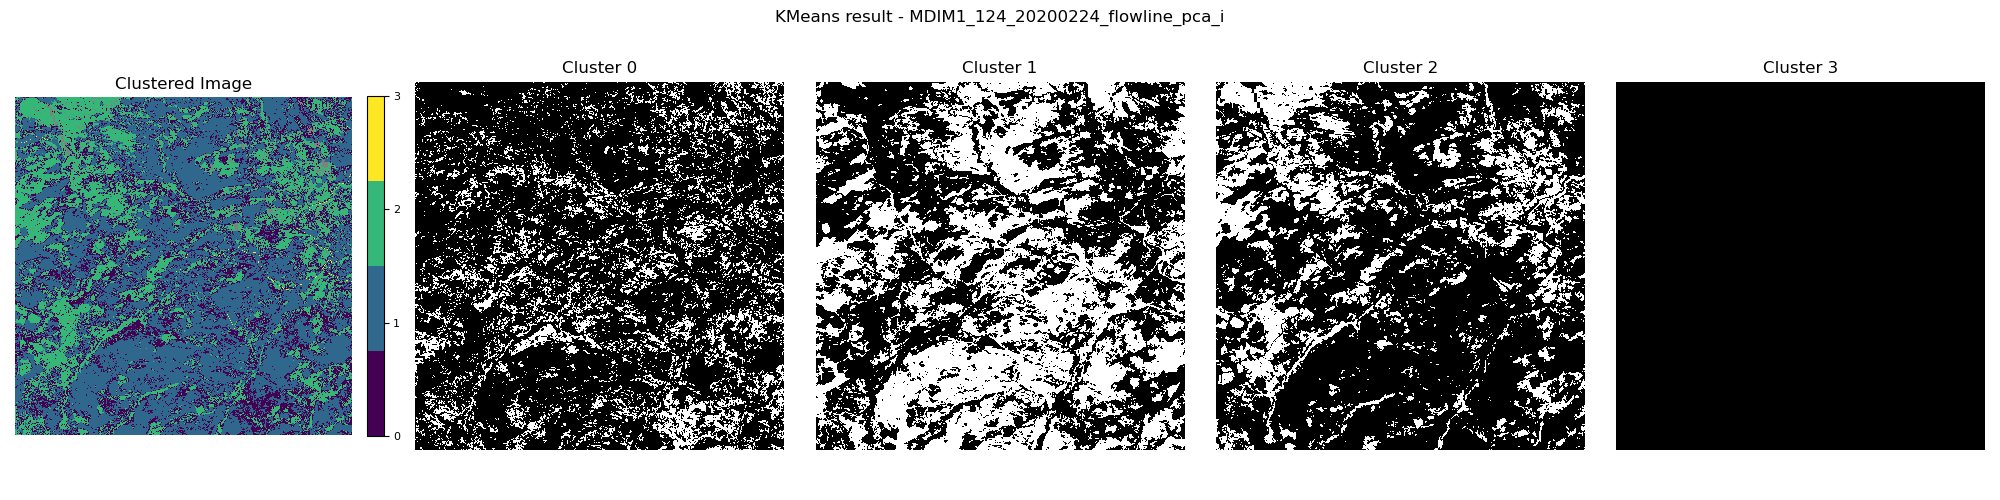 KMeans result - MDIM1_124_20200224_flowline_pca_i
Clustered Image
Cluster 0
Cluster 1
Cluster 2
Cluster 3
3
2
1
0